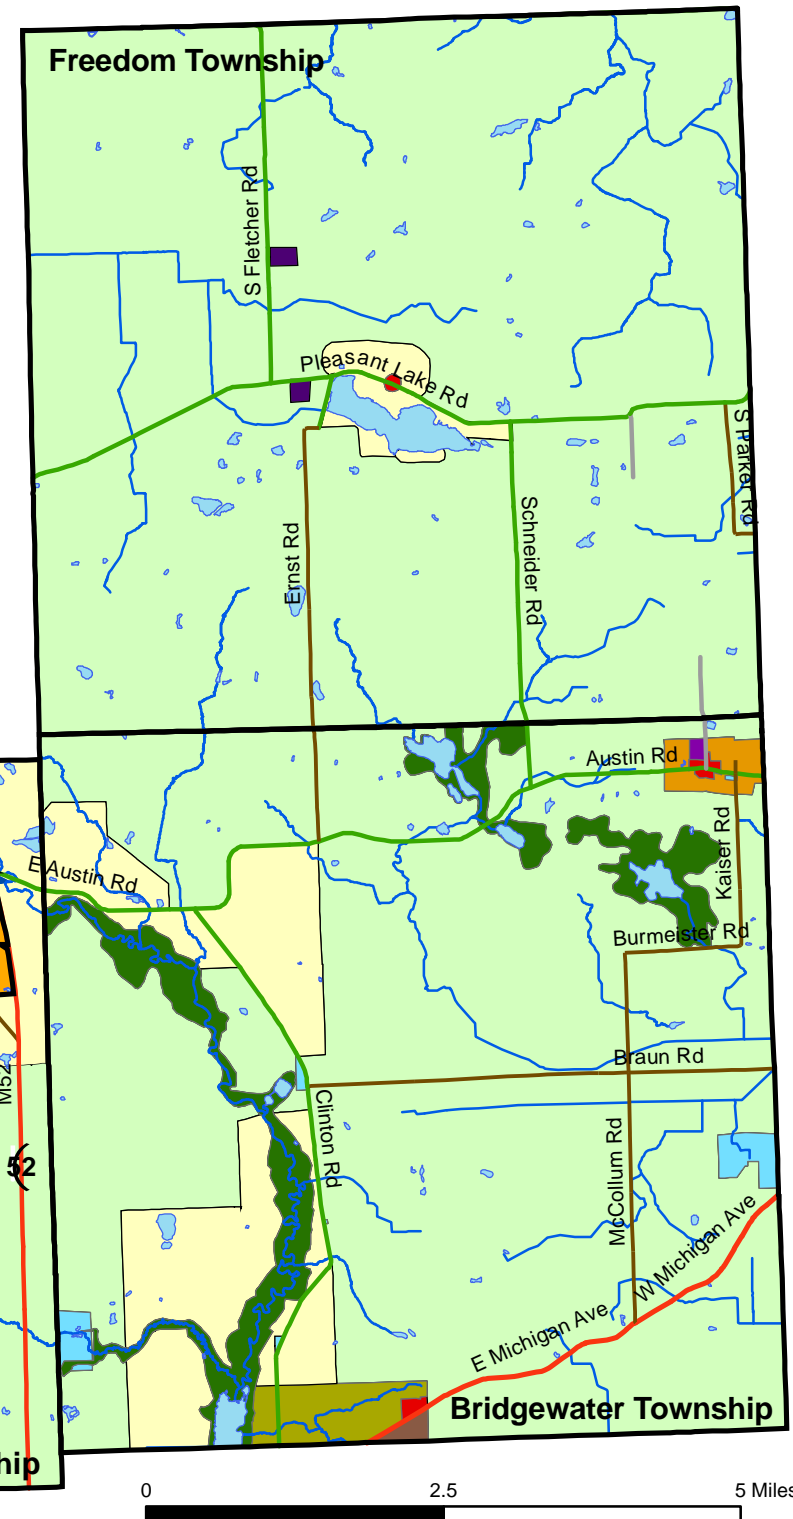 Freedom Township
S Fletcher Rd
Pleasant Lake Rd
S Parker Rd
Schneider Rd
Ernst Rd
Austin Rd
Kaiser Rd
E Austin Rd
Burmeister Rd
Braun Rd
M52
Clinton Rd
McCollum Rd
52
W Michigan Ave
E Michigan Ave
Bridgewater Township
hip
0 2.5 5 Miles